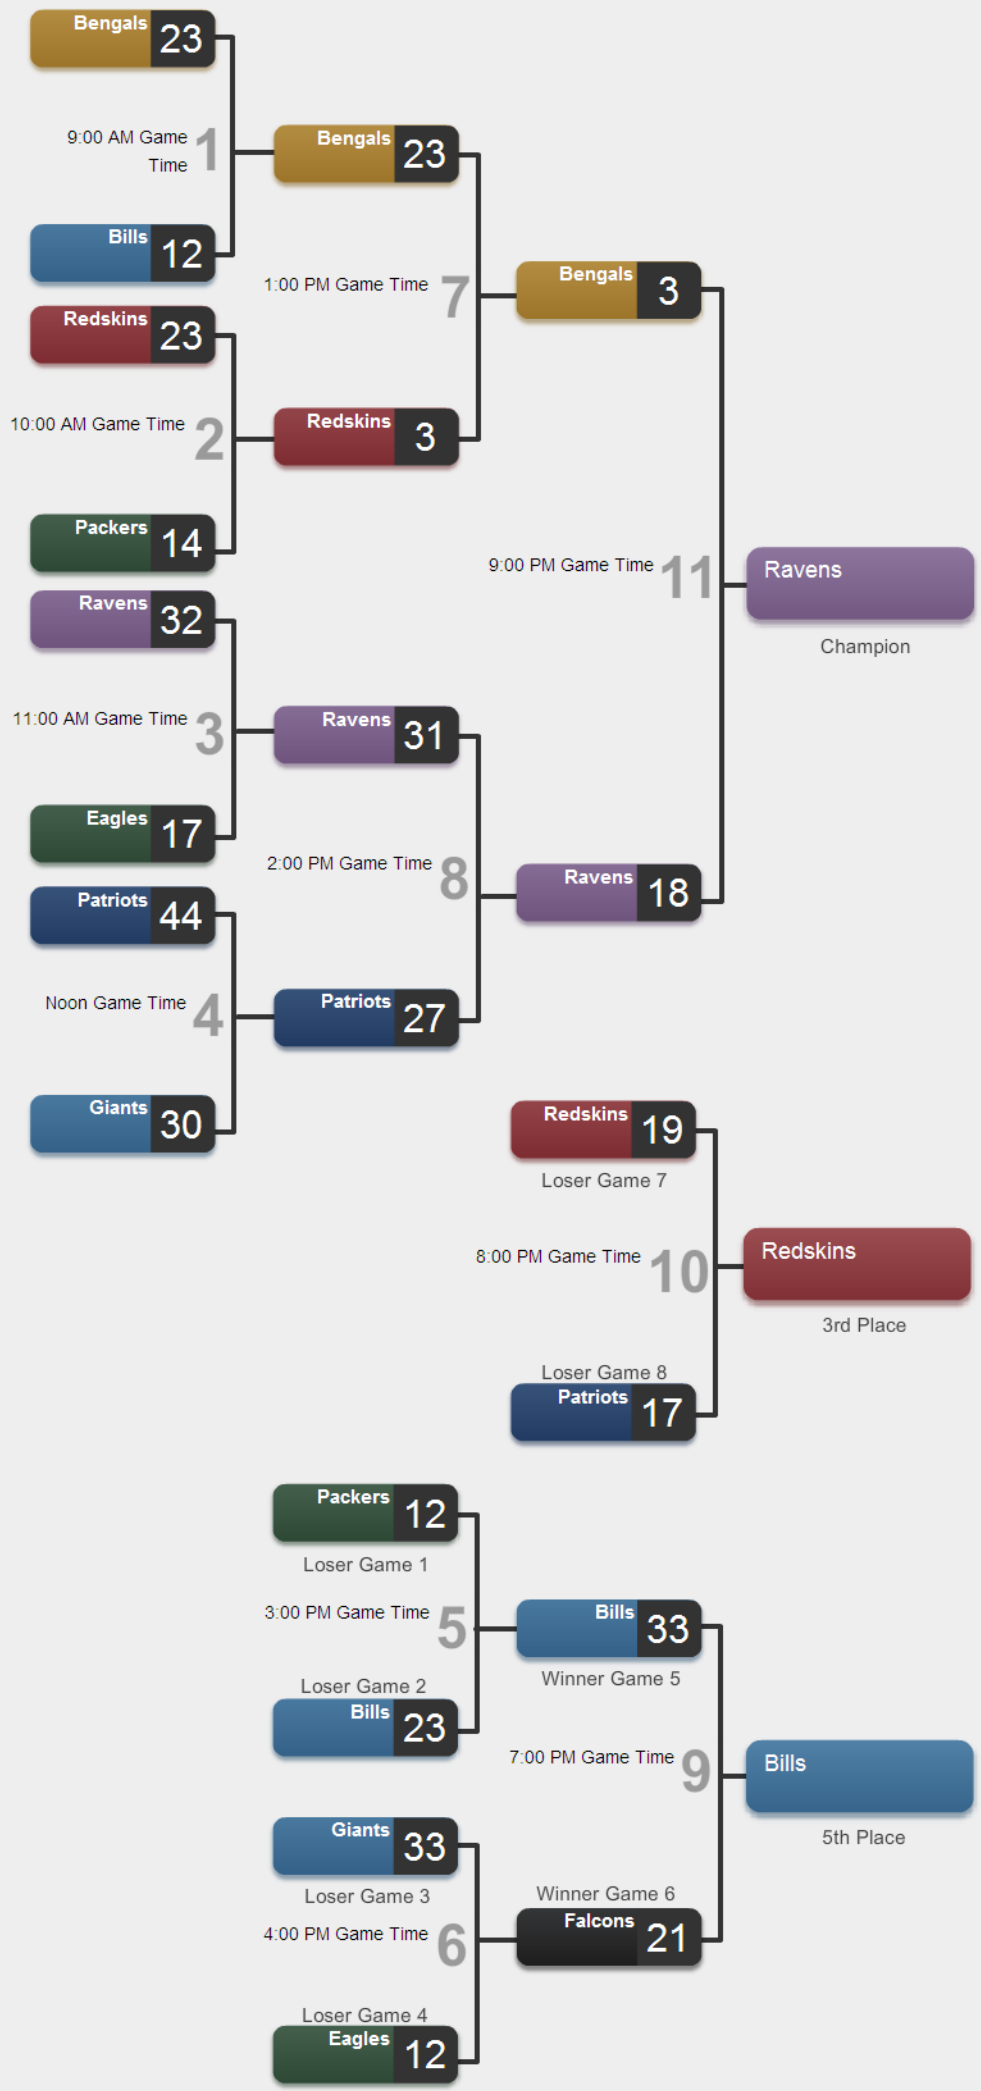 Bengals 23
9:00 AM Game
Time
1
Bills 12
Bengals 23
1:00 PM Game Time 7
Redskins 23
10:00 AM Game Time 2
Packers 14
Redskins 3
Bengals 3
9:00 PM Game Time 11
Ravens
Champion
Ravens 32
11:00 AM Game Time 3
Eagles 17
Ravens 31
2:00 PM Game Time 8
Ravens 18
Patriots 44
Noon Game Time 4
Giants 30
Patriots 27
Redskins 19
Loser Game 7
8:00 PM Game Time 10
Redskins
3rd Place
Loser Game 8
Patriots 17
Packers 12
Loser Game 1
3:00 PM Game Time 5
Loser Game 2
Bills 23
Bills 33
Winner Game 5
7:00 PM Game Time 9
Bills
5th Place
Giants 33
Loser Game 3
4:00 PM Game Time 6
Winner Game 6
Falcons 21
Loser Game 4
Eagles 12